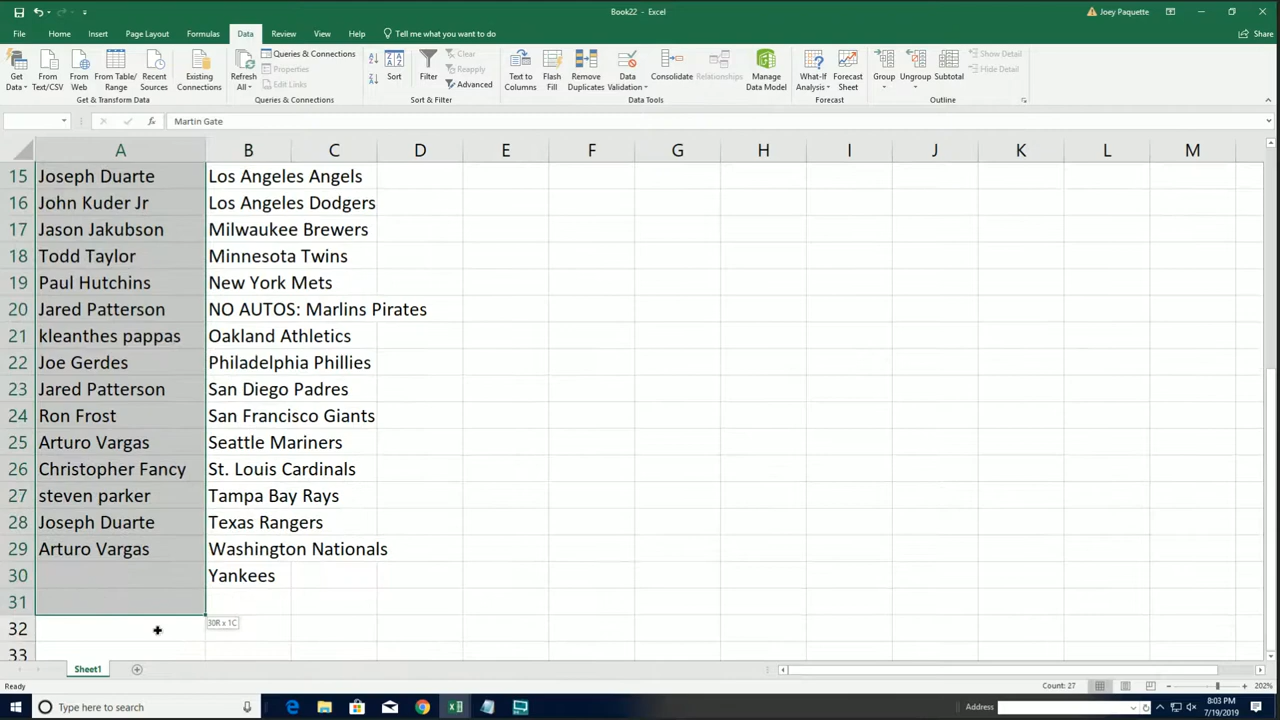 Book22 - Excel
Joey Paquette
File Home Insert Page Layout Formulas Data Review View Help Tell me what you want to do Share
Get Data From Text/CSV From Web From Table/Range Recent Sources Existing Connections
Get & Transform Data
Refresh All Queries & Connections Properties Edit Links
Queries & Connections
Sort Filter Clear Reapply Advanced
Sort & Filter
Text to Columns Flash Fill Remove Duplicates Data Validation Consolidate Relationships Manage Data Model
Data Tools
What-If Analysis Forecast Sheet
Forecast
Group Ungroup Subtotal Show Detail Hide Detail
Outline
Martin Gate
A B C D E F G H I J K L M
15 Joseph Duarte Los Angeles Angels
16 John Kuder Jr Los Angeles Dodgers
17 Jason Jakubson Milwaukee Brewers
18 Todd Taylor Minnesota Twins
19 Paul Hutchins New York Mets
20 Jared Patterson NO AUTOS: Marlins Pirates
21 kleanthes pappas Oakland Athletics
22 Joe Gerdes Philadelphia Phillies
23 Jared Patterson San Diego Padres
24 Ron Frost San Francisco Giants
25 Arturo Vargas Seattle Mariners
26 Christopher Fancy St. Louis Cardinals
27 steven parker Tampa Bay Rays
28 Joseph Duarte Texas Rangers
29 Arturo Vargas Washington Nationals
30 Yankees
31
30R x 1C
32
33
Sheet1
Ready Count: 27 202%
Type here to search Address 8:03 PM
7/19/2019